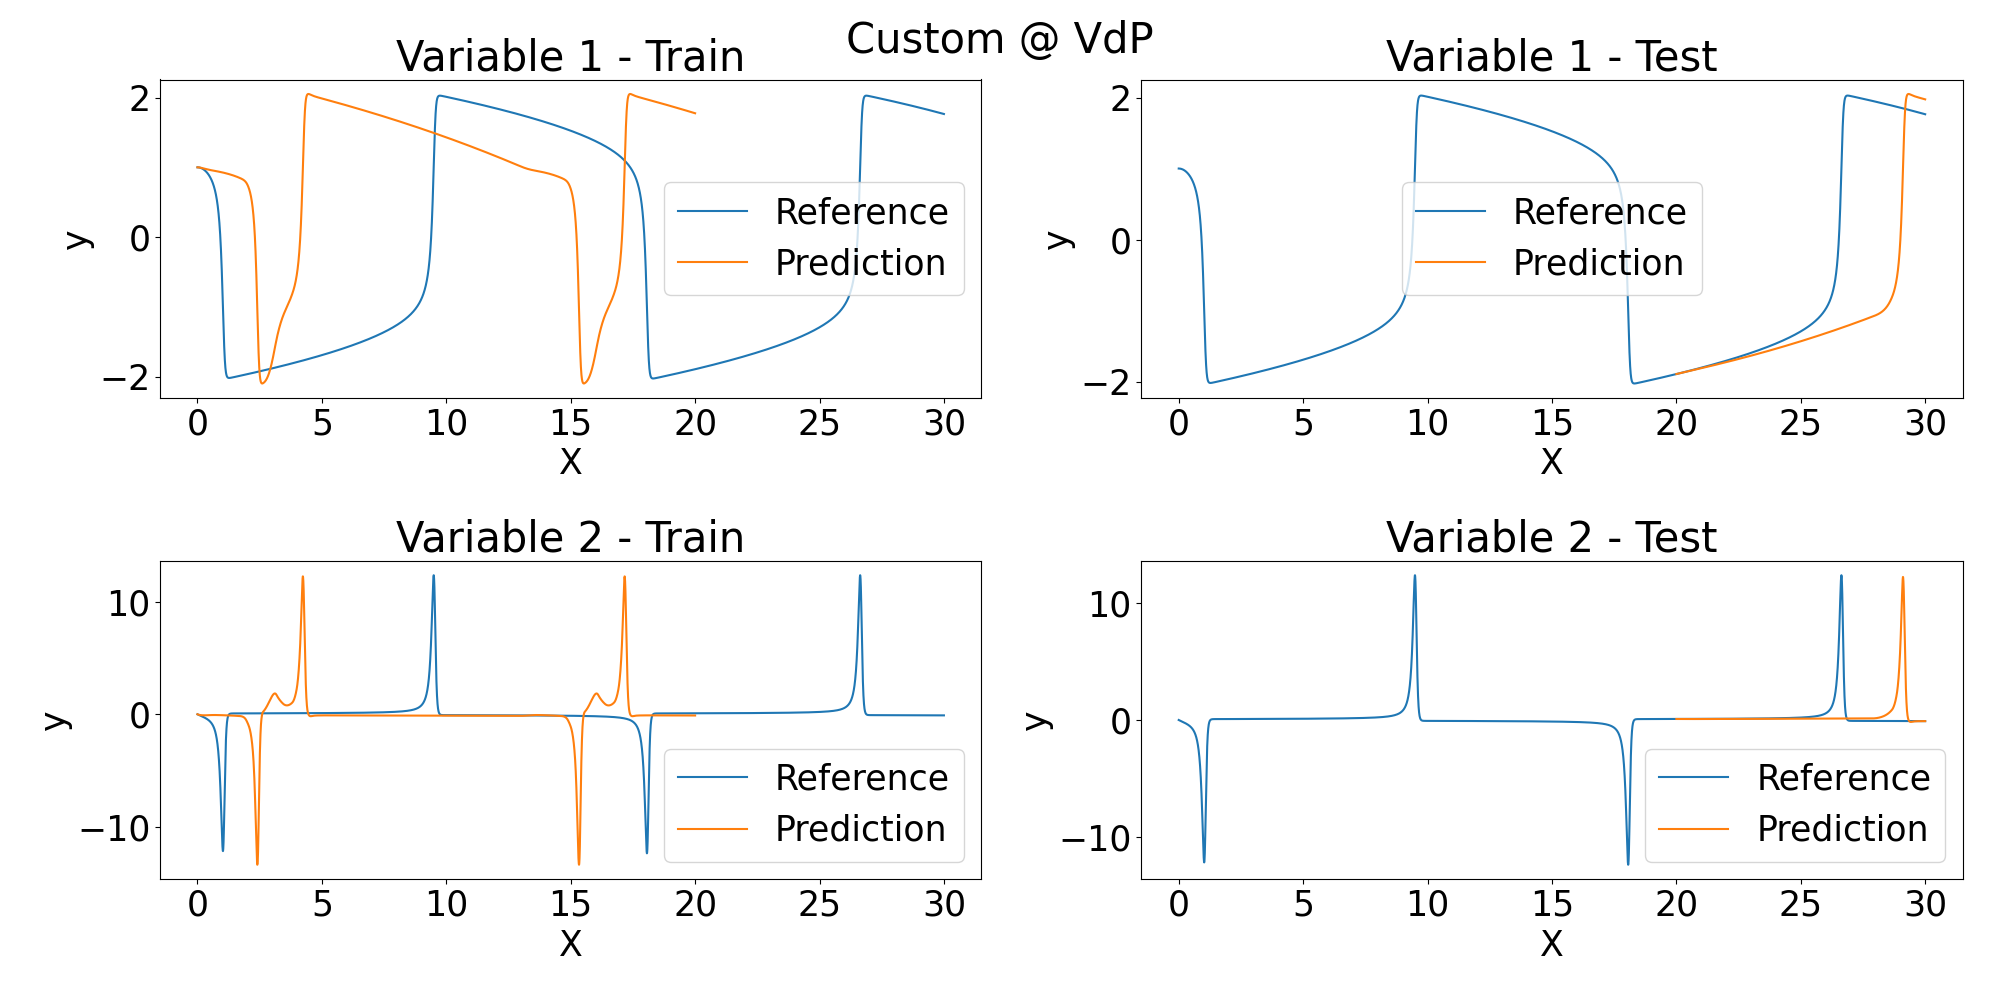 Custom @ VdP
Variable 1 - Train
2
0
−2
y
0 5 10 15 20 25 30
X
Reference
Prediction
Variable 1 - Test
2
0
−2
y
0 5 10 15 20 25 30
X
Reference
Prediction
Variable 2 - Train
10
0
−10
y
0 5 10 15 20 25 30
X
Reference
Prediction
Variable 2 - Test
10
0
−10
y
0 5 10 15 20 25 30
X
Reference
Prediction